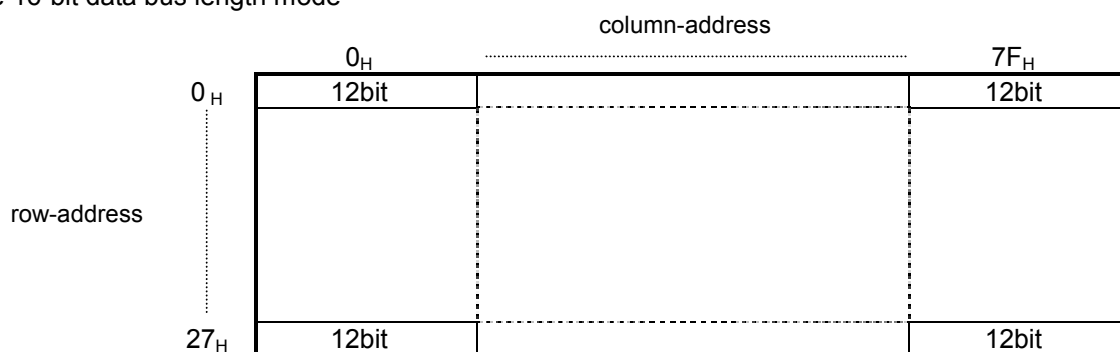 16-bit data bus length mode
column-address
0H 7FH
0 H 12bit 12bit
row-address
27H 12bit 12bit